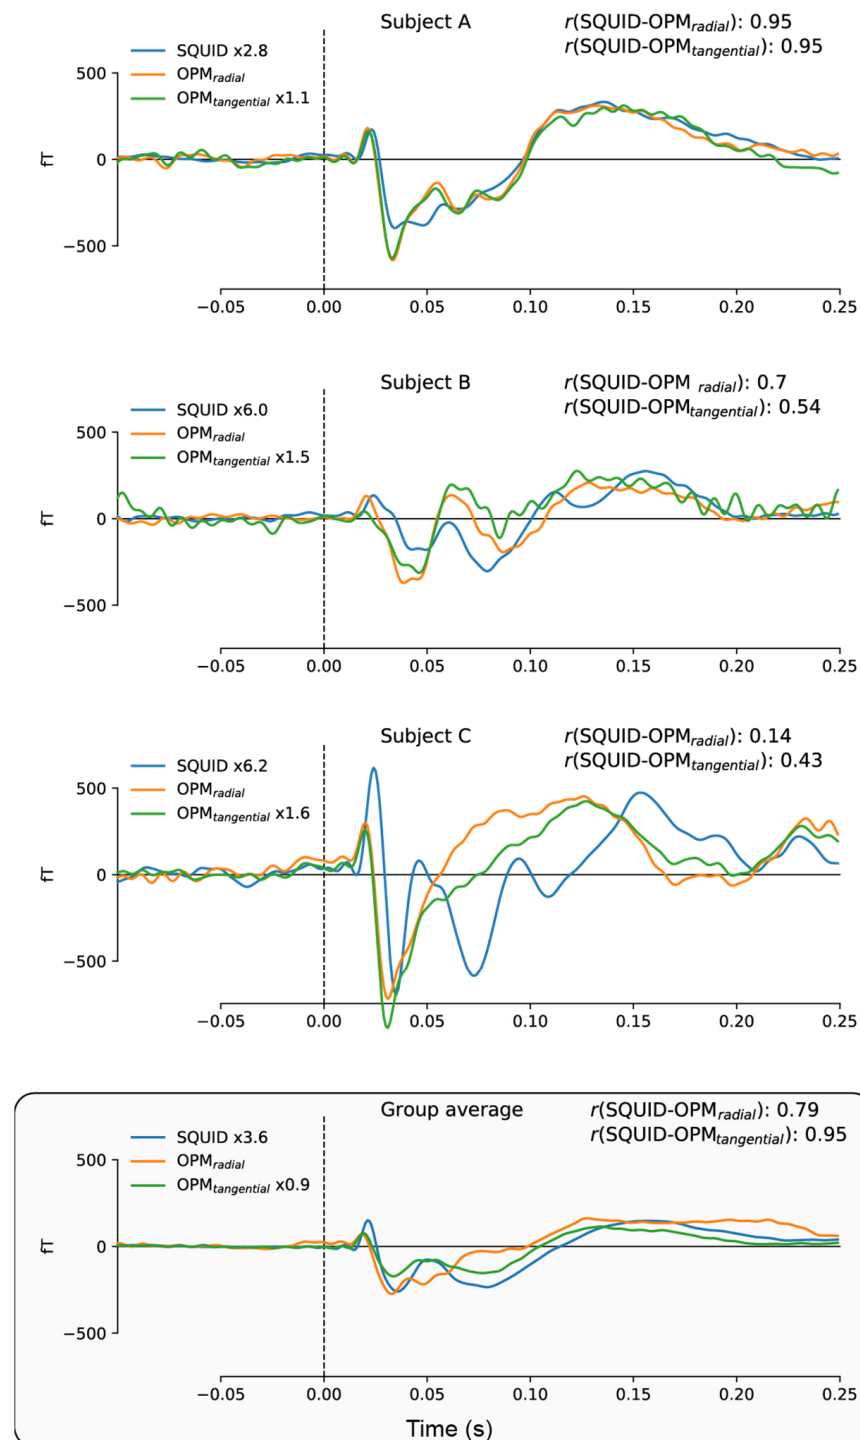 Subject A
r(SQUID-OPMradial): 0.95
r(SQUID-OPMtangential): 0.95
SQUID x2.8
OPMradial
OPMtangential x1.1
500
0
−500
fT
−0.05 0.00 0.05 0.10 0.15 0.20 0.25
Subject B
r(SQUID-OPM radial): 0.7
r(SQUID-OPMtangential): 0.54
SQUID x6.0
OPMradial
OPMtangential x1.5
500
0
−500
fT
−0.05 0.00 0.05 0.10 0.15 0.20 0.25
Subject C
r(SQUID-OPMradial): 0.14
r(SQUID-OPMtangential): 0.43
SQUID x6.2
OPMradial
OPMtangential x1.6
500
0
−500
fT
−0.05 0.00 0.05 0.10 0.15 0.20 0.25
Group average
r(SQUID-OPMradial): 0.79
r(SQUID-OPMtangential): 0.95
SQUID x3.6
OPMradial
OPMtangential x0.9
500
0
−500
fT
−0.05 0.00 0.05 0.10 0.15 0.20 0.25
Time (s)